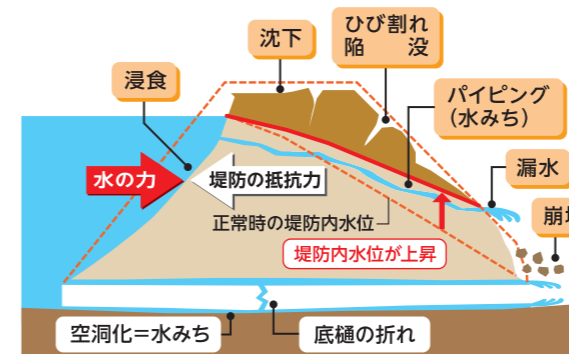 ひび割れ
陥　没
沈下
浸食
パイピング
（水みち）
漏水
水の力
堤防の抵抗力
正常時の堤防内水位
堤防内水位が上昇
空洞化＝水みち
底樋の折れ